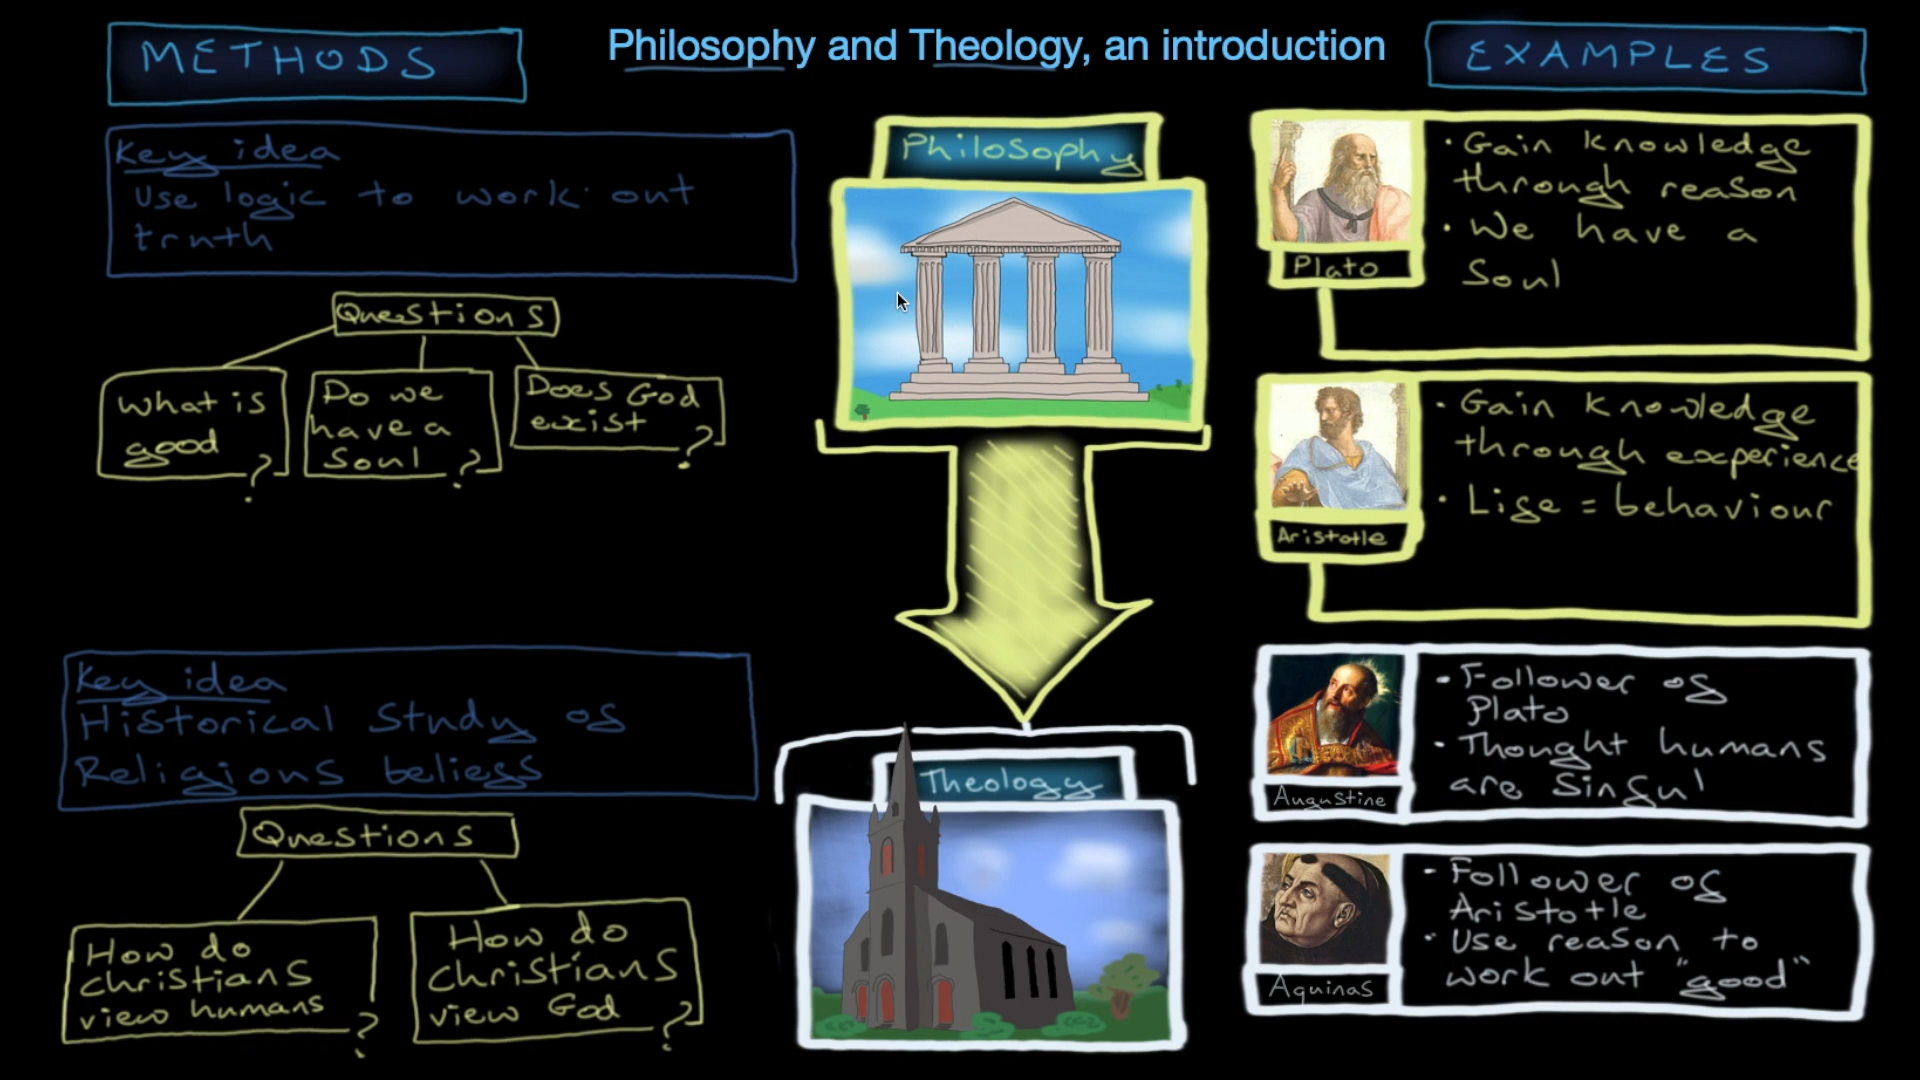 METHODS
Philosophy and Theology, an introduction
EXAMPLES
Key idea
Use logic to work out
truth
Questions
What is
good
?
Do we
have a
Soul ?
Does God
exist
?
Philosophy
Plato
• Gain knowledge
through reason
• We have a
Soul
Aristotle
• Gain knowledge
through experience
• Life = behaviour
Key idea
Historical Study of
Religious beliefs
Questions
How do
christians
view humans
?
How do
christians
view God
?
Theology
Augustine
• Follower of
Plato
• Thought humans
are Sinful
Aquinas
• Follower of
Aristotle
• Use reason to
work out "good"